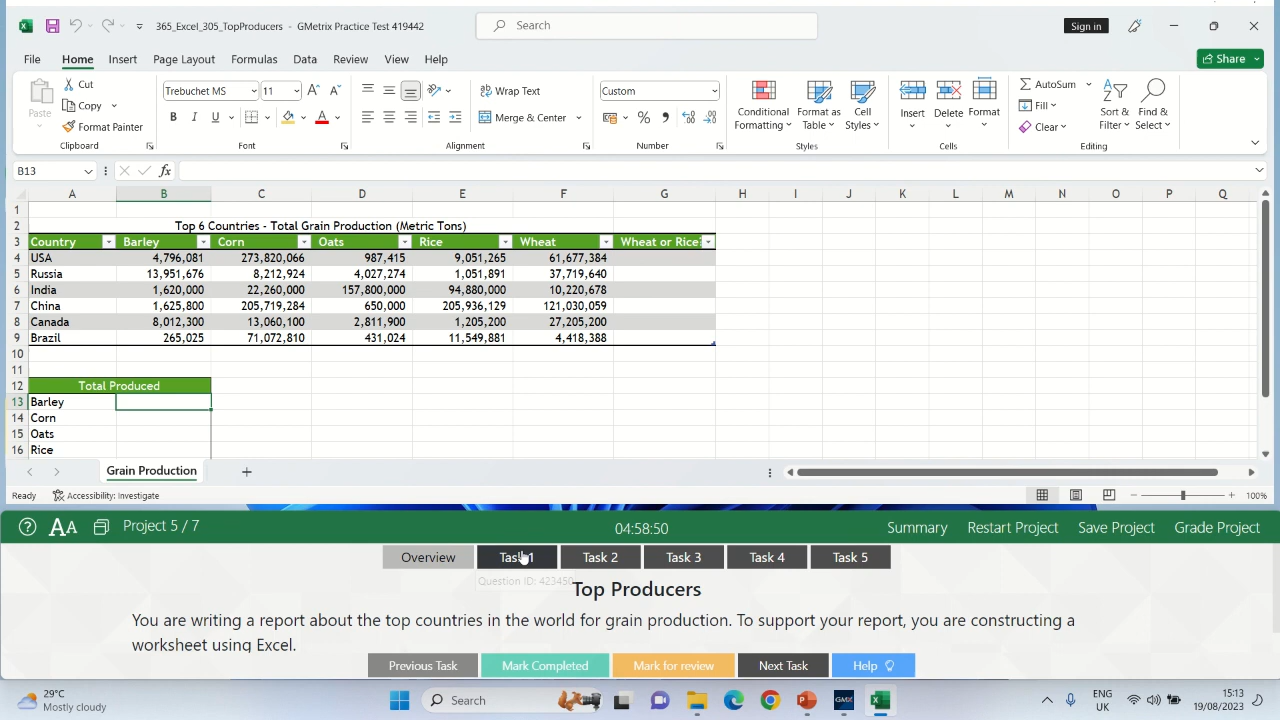 365_Excel_305_TopProducers - GMetrix Practice Test 419442
Search
Sign in
File Home Insert Page Layout Formulas Data Review View Help
Share
Paste
Cut
Copy
Format Painter
Clipboard
Trebuchet MS
B I U
Font
Wrap Text
Merge & Center
Alignment
Custom
Number
Conditional Formatting
Format as Table
Cell Styles
Styles
Insert
Delete
Format
Cells
AutoSum
Fill
Clear
Sort & Filter
Find & Select
Editing
B13
fx
A B C D E F G H I J K L M N O P Q
1
2 Top 6 Countries - Total Grain Production (Metric Tons)
3 Country Barley Corn Oats Rice Wheat Wheat or Rice
4 USA 4,796,081 273,820,066 987,415 9,051,265 61,677,384
5 Russia 13,951,676 8,212,924 4,027,274 1,051,891 37,719,640
6 India 1,620,000 22,260,000 157,800,000 94,880,000 10,220,678
7 China 1,625,800 205,719,284 650,000 205,936,129 121,030,059
8 Canada 8,012,300 13,060,100 2,811,900 1,205,200 27,205,200
9 Brazil 265,025 71,072,810 431,024 11,549,881 4,418,388
10
11
12 Total Produced
13 Barley
14 Corn
15 Oats
16 Rice
Grain Production
Ready Accessibility: Investigate
100%
AA Project 5 / 7 04:58:50 Summary Restart Project Save Project Grade Project
Overview Task 1 Task 2 Task 3 Task 4 Task 5
Question ID: 423450
Top Producers
You are writing a report about the top countries in the world for grain production. To support your report, you are constructing a
worksheet using Excel.
Previous Task Mark Completed Mark for review Next Task Help
29°C
Mostly cloudy
Search
GMX
ENG
UK
15:13
19/08/2023